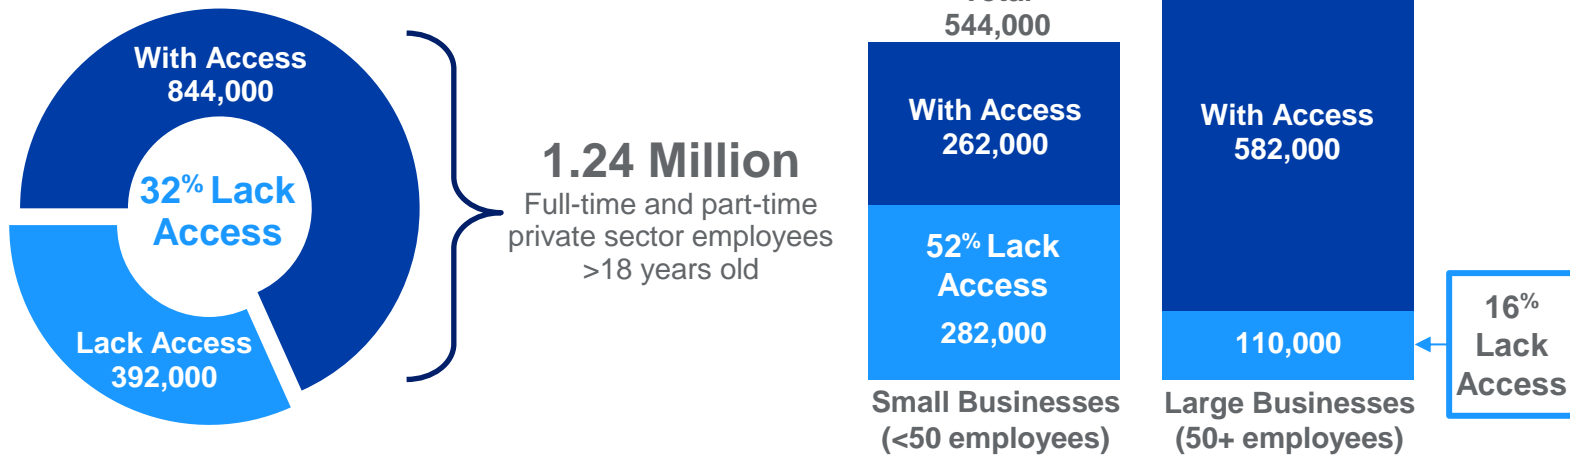 With Access
844,000
32% Lack
Access
Lack Access
392,000
1.24 Million
Full-time and part-time
private sector employees
>18 years old
Total
544,000
With Access
262,000
52% Lack
Access
282,000
Small Businesses
(<50 employees)
With Access
582,000
110,000
Large Businesses
(50+ employees)
16%
Lack
Access